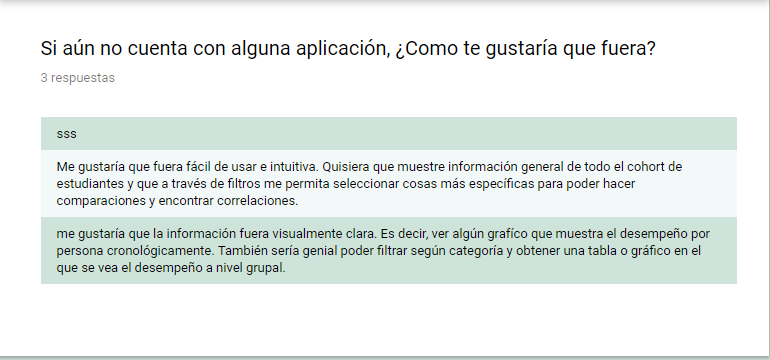 Si aún no cuenta con alguna aplicación, ¿Como te gustaría que fuera?
3 respuestas
sss
Me gustaría que fuera fácil de usar e intuitiva. Quisiera que muestre información general de todo el cohort de
estudiantes y que a través de filtros me permita seleccionar cosas más específicas para poder hacer
comparaciones y encontrar correlaciones.
me gustaría que la información fuera visualmente clara. Es decir, ver algún grafíco que muestra el desempeño por
persona cronológicamente. También sería genial poder filtrar según categoría y obtener una tabla o gráfico en el
que se vea el desempeño a nivel grupal.